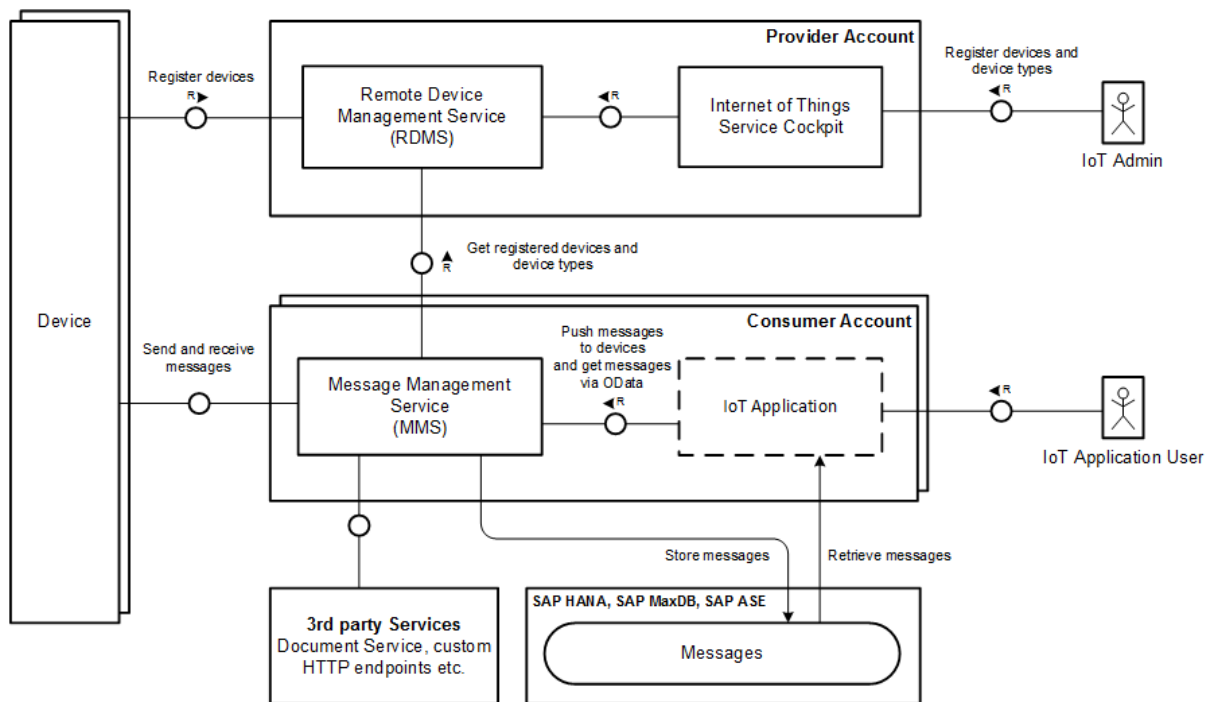 Provider Account
Register devices
R
Remote Device
Management Service
(RDMS)
R
Internet of Things
Service Cockpit
Register devices and
device types
R
IoT Admin
Get registered devices and
device types
R
Device
Consumer Account
Send and receive
messages
Message Management
Service
(MMS)
Push messages
to devices
and get messages
via OData
R
IoT Application
R
IoT Application User
Store messages
Retrieve messages
3rd party Services
Document Service, custom
HTTP endpoints etc.
SAP HANA, SAP MaxDB, SAP ASE
Messages